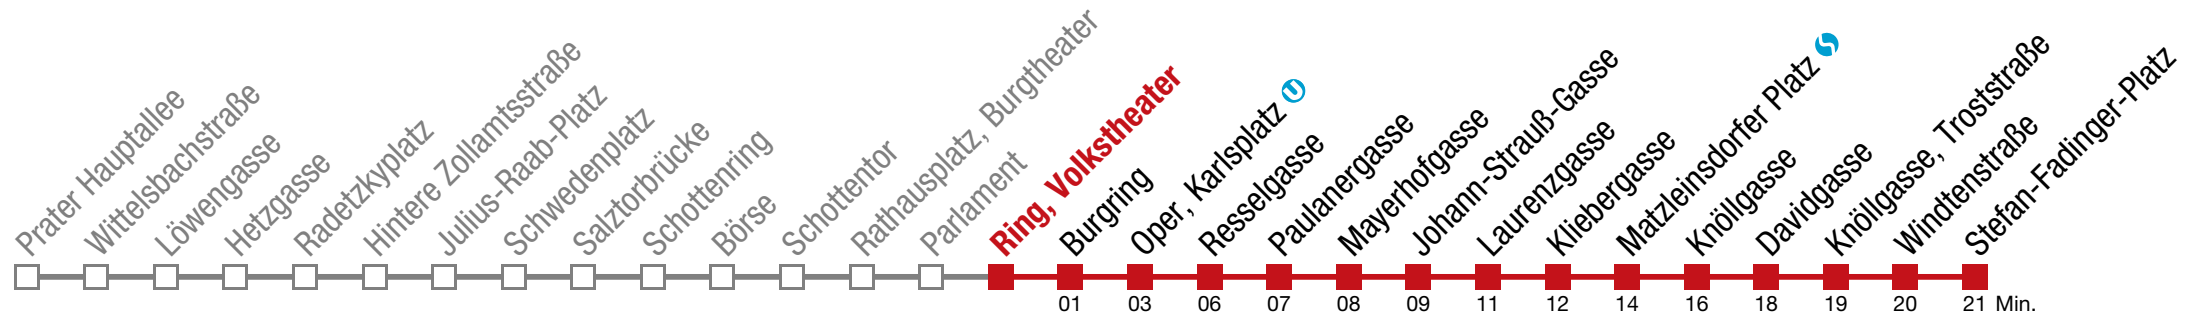 Prater Hauptallee
Wittelsbachstraße
Löwengasse
Hetzgasse
Radetzkyplatz
Hintere Zollamtsstraße
Julius-Raab-Platz
Schwedenplatz
Salztorbrücke
Schottenring
Börse
Schottentor
Rathausplatz, Burgtheater
Parlament
Ring, Volkstheater
Burgring
Oper, Karlsplatz U
Resselgasse
Paulanergasse
Mayerhofgasse
Johann-Strauß-Gasse
Laurenzgasse
Kliebergasse
Matzleinsdorfer Platz S
Knöllgasse
Davidgasse
Knöllgasse, Troststraße
Windtenstraße
Stefan-Fadinger-Platz
01 03 06 07 08 09 11 12 14 16 18 19 20 21 Min.